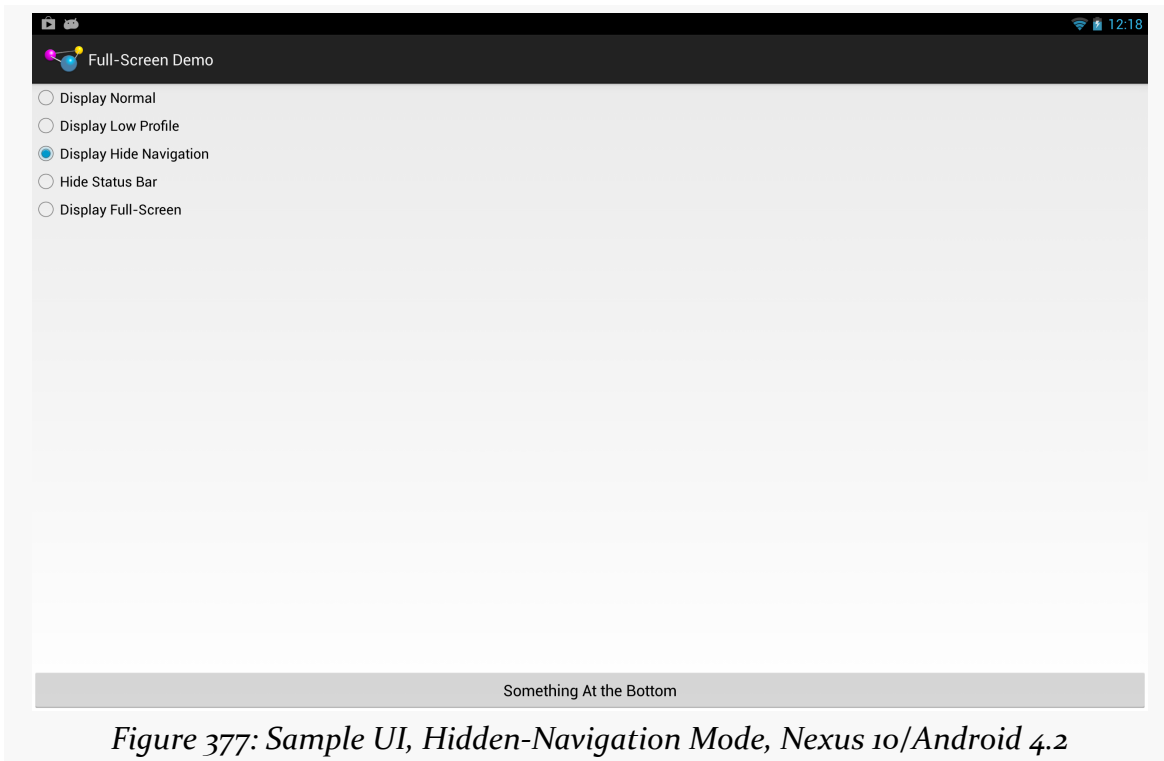 12:18
Full-Screen Demo
Display Normal
Display Low Profile
Display Hide Navigation
Hide Status Bar
Display Full-Screen
Something At the Bottom
Figure 377: Sample UI, Hidden-Navigation Mode, Nexus 10/Android 4.2